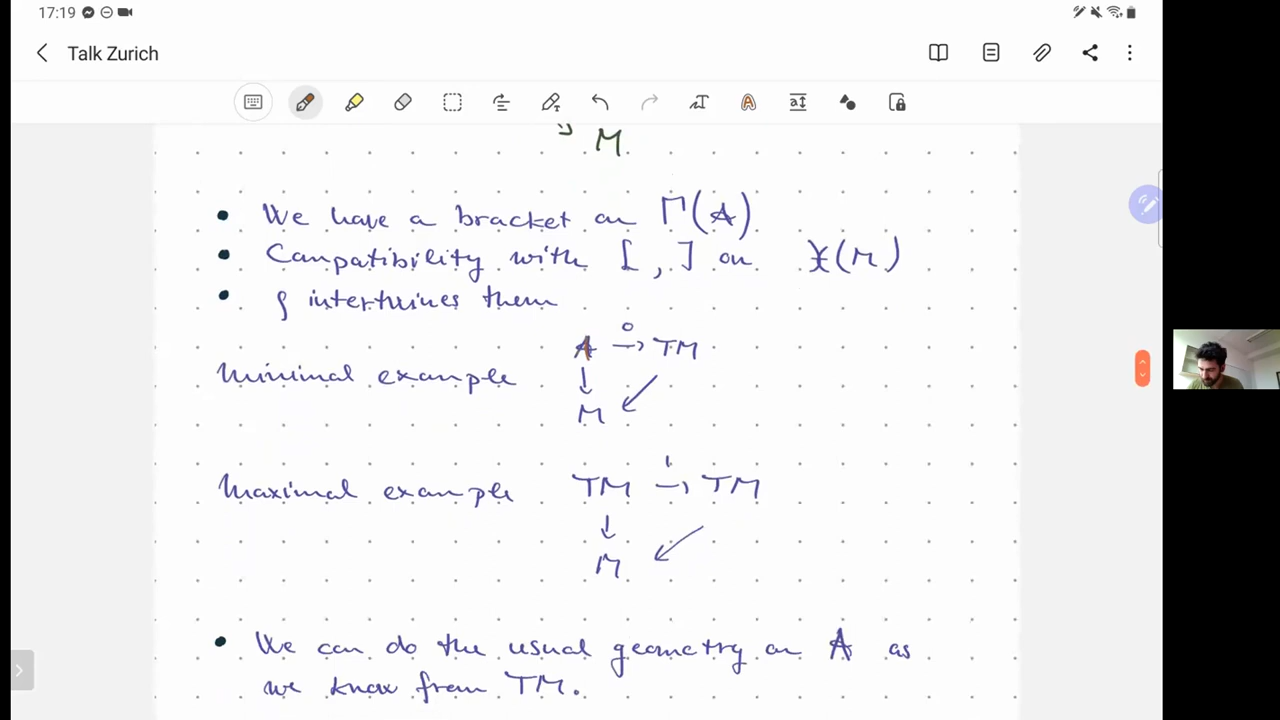 17:19
Talk Zurich
M
• We have a bracket on Γ(A)
• Compatibility with [ , ] on 𝔛(M)
• ρ intertwines them
A →⁰ TM
Minimal example
M
TM →¹ TM
Maximal example
M
• We can do the usual geometry on A as
we know from TM.